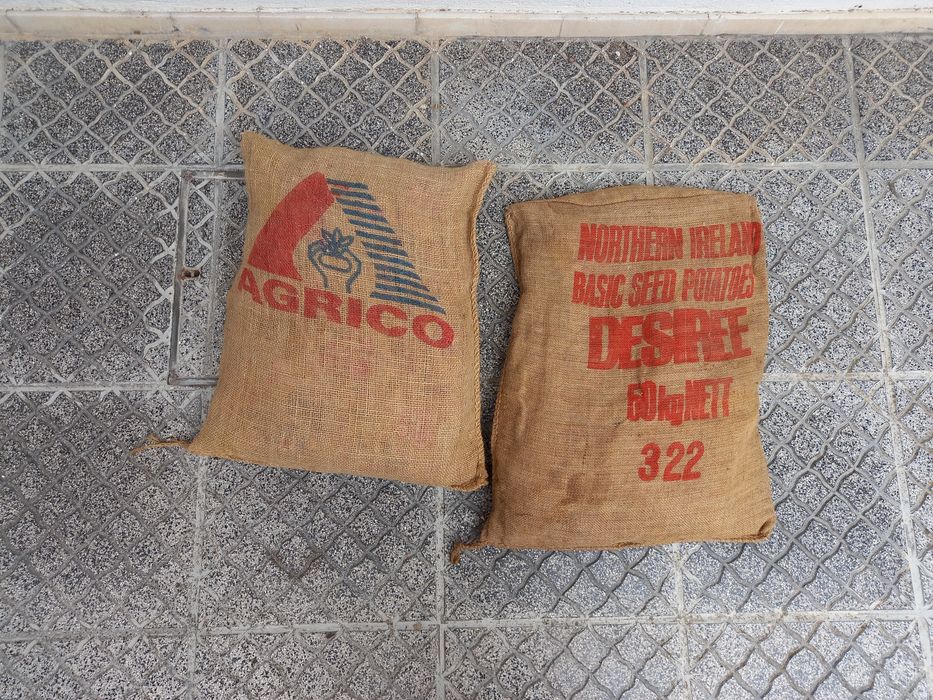 AGRICO
NORTHERN IRELAND
BASIC SEED POTATOES
DESIREE
50 kg NETT
322